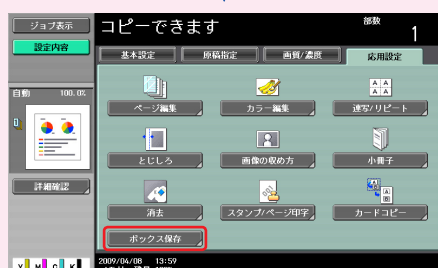 ジョブ表示
設定内容
コピーできます
部数
1
基本設定
原稿指定
画質/濃度
応用設定
自動 100.0%
ページ編集
カラー編集
連写/リピート
とじしろ
画像の収め方
小冊子
詳細確認
消去
スタンプ/ページ印字
カードコピー
ボックス保存
Y M C K
2009/04/08 13:59